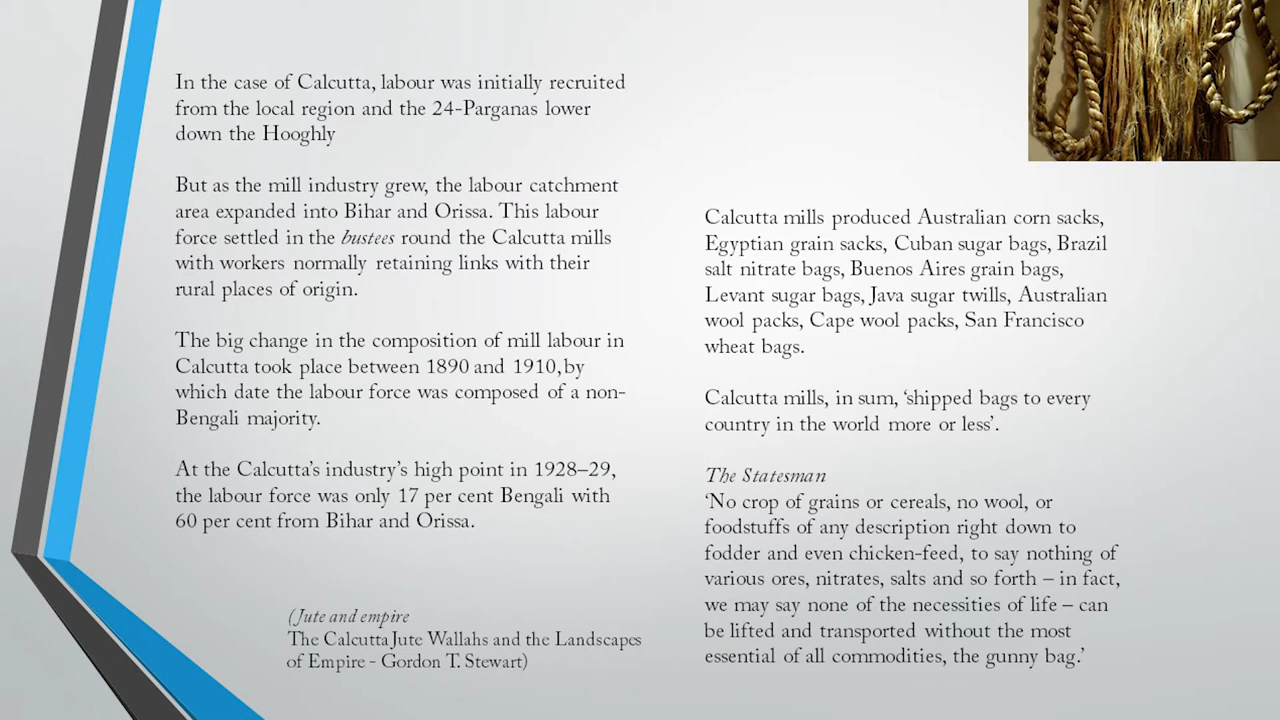 In the case of Calcutta, labour was initially recruited
from the local region and the 24-Parganas lower
down the Hooghly
But as the mill industry grew, the labour catchment
area expanded into Bihar and Orissa. This labour
force settled in the bustees round the Calcutta mills
with workers normally retaining links with their
rural places of origin.
The big change in the composition of mill labour in
Calcutta took place between 1890 and 1910, by
which date the labour force was composed of a non-
Bengali majority.
At the Calcutta’s industry’s high point in 1928–29,
the labour force was only 17 per cent Bengali with
60 per cent from Bihar and Orissa.
(Jute and empire
The Calcutta Jute Wallahs and the Landscapes
of Empire - Gordon T. Stewart)
Calcutta mills produced Australian corn sacks,
Egyptian grain sacks, Cuban sugar bags, Brazil
salt nitrate bags, Buenos Aires grain bags,
Levant sugar bags, Java sugar twills, Australian
wool packs, Cape wool packs, San Francisco
wheat bags.
Calcutta mills, in sum, ‘shipped bags to every
country in the world more or less’.
The Statesman
‘No crop of grains or cereals, no wool, or
foodstuffs of any description right down to
fodder and even chicken-feed, to say nothing of
various ores, nitrates, salts and so forth – in fact,
we may say none of the necessities of life – can
be lifted and transported without the most
essential of all commodities, the gunny bag.’